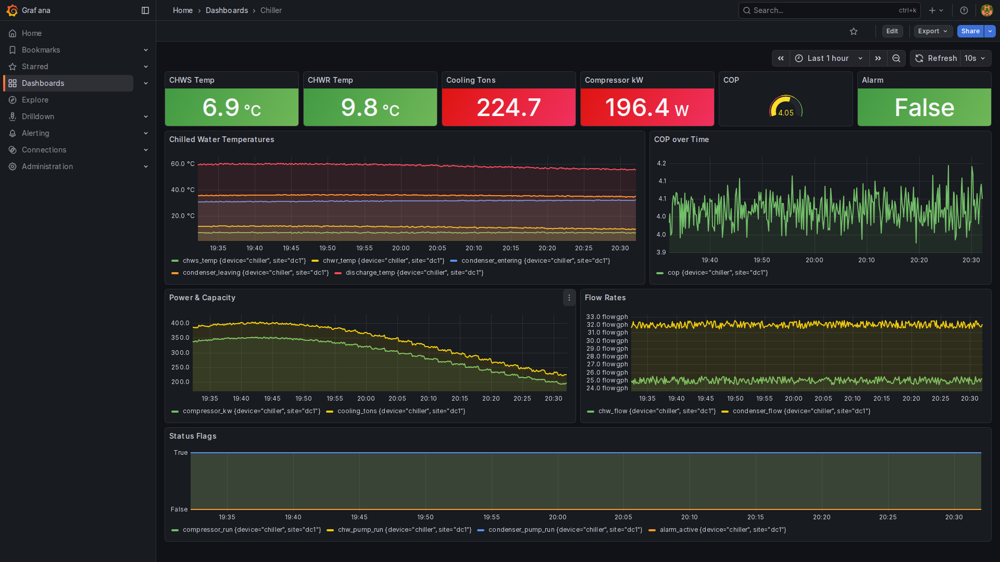 Grafana
Home › Dashboards › Chiller
Search...
ctrl+k
Edit
Export
Share
Home
Bookmarks
Starred
Dashboards
Explore
Drilldown
Alerting
Connections
Administration
Last 1 hour
Refresh
10s
CHWS Temp
6.9 °C
CHWR Temp
9.8 °C
Cooling Tons
224.7
Compressor kW
196.4 W
COP
4.05
Alarm
False
Chilled Water Temperatures
60.0 °C
40.0 °C
20.0 °C
19:35 19:40 19:45 19:50 19:55 20:00 20:05 20:10 20:15 20:20 20:25 20:30
chws_temp {device="chiller", site="dc1"} chwr_temp {device="chiller", site="dc1"} condenser_entering {device="chiller", site="dc1"}
condenser_leaving {device="chiller", site="dc1"} discharge_temp {device="chiller", site="dc1"}
COP over Time
4.2
4.1
4.1
4.0
4.0
3.9
19:40 19:50 20:00 20:10 20:20 20:30
cop {device="chiller", site="dc1"}
Power & Capacity
400.0
350.0
300.0
250.0
200.0
19:35 19:40 19:45 19:50 19:55 20:00 20:05 20:10 20:15 20:20 20:25 20:30
compressor_kw {device="chiller", site="dc1"} cooling_tons {device="chiller", site="dc1"}
Flow Rates
33.0 flowgph
32.0 flowgph
31.0 flowgph
30.0 flowgph
29.0 flowgph
28.0 flowgph
27.0 flowgph
26.0 flowgph
25.0 flowgph
24.0 flowgph
19:35 19:40 19:45 19:50 19:55 20:00 20:05 20:10 20:15 20:20 20:25 20:30
chw_flow {device="chiller", site="dc1"} condenser_flow {device="chiller", site="dc1"}
Status Flags
True
False
19:35 19:40 19:45 19:50 19:55 20:00 20:05 20:10 20:15 20:20 20:25 20:30
compressor_run {device="chiller", site="dc1"} chw_pump_run {device="chiller", site="dc1"} condenser_pump_run {device="chiller", site="dc1"} alarm_active {device="chiller", site="dc1"}